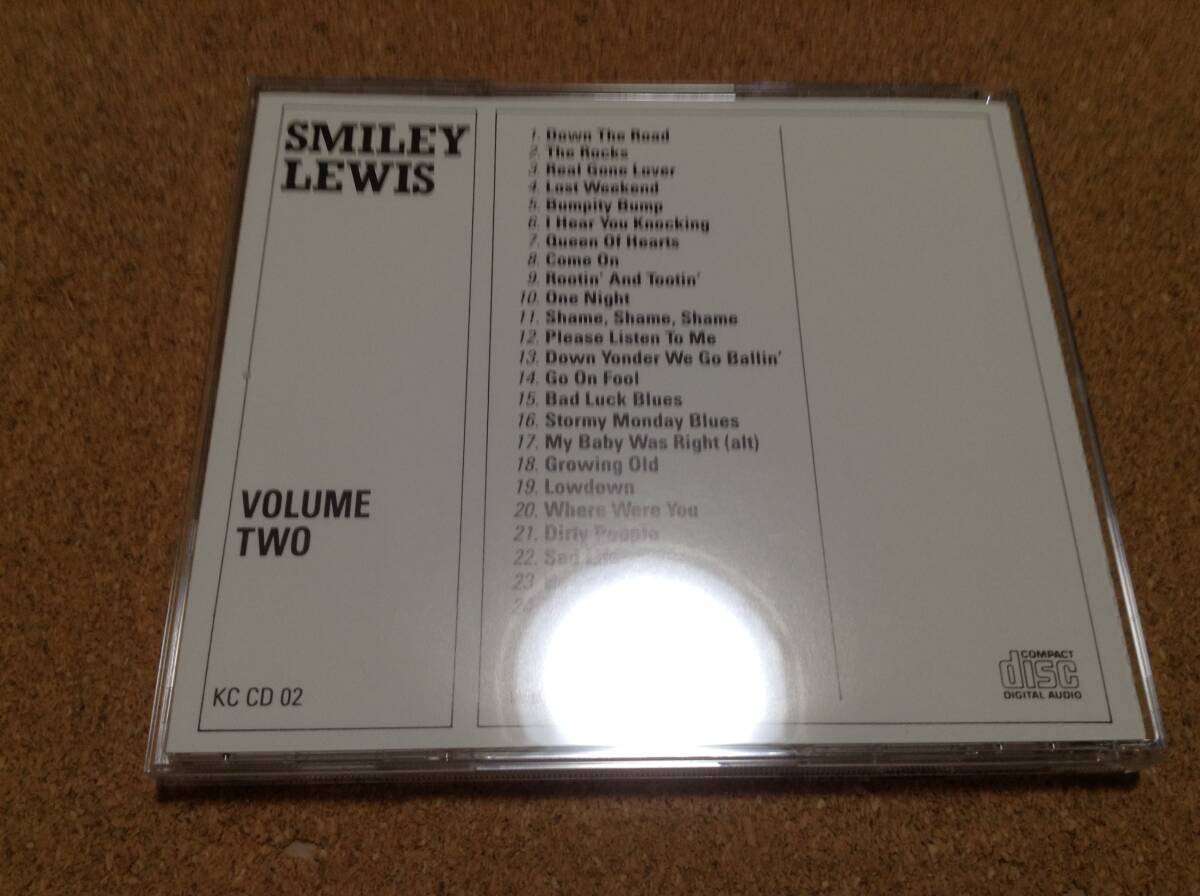 SMILEY
LEWIS
VOLUME
TWO
KC CD 02
1. Down The Road
2. The Rocks
3. Real Gone Lover
4. Lost Weekend
5. Bumpity Bump
6. I Hear You Knocking
7. Queen Of Hearts
8. Come On
9. Rootin' And Tootin'
10. One Night
11. Shame, Shame, Shame
12. Please Listen To Me
13. Down Yonder We Go Ballin'
14. Go On Fool
15. Bad Luck Blues
16. Stormy Monday Blues
17. My Baby Was Right (alt)
18. Growing Old
19. Lowdown
20. Where Were You
21. Dirty People
22. Sad
23
24
COMPACT
disc
DIGITAL AUDIO